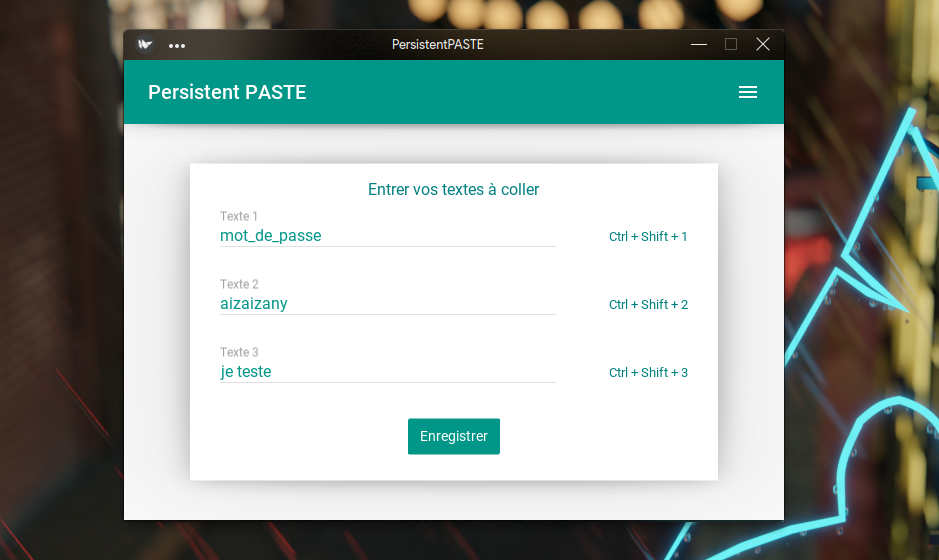 PersistentPASTE
Persistent PASTE
Entrer vos textes à coller
Texte 1
mot_de_passe
Ctrl + Shift + 1
Texte 2
aizaizany
Ctrl + Shift + 2
Texte 3
je teste
Ctrl + Shift + 3
Enregistrer